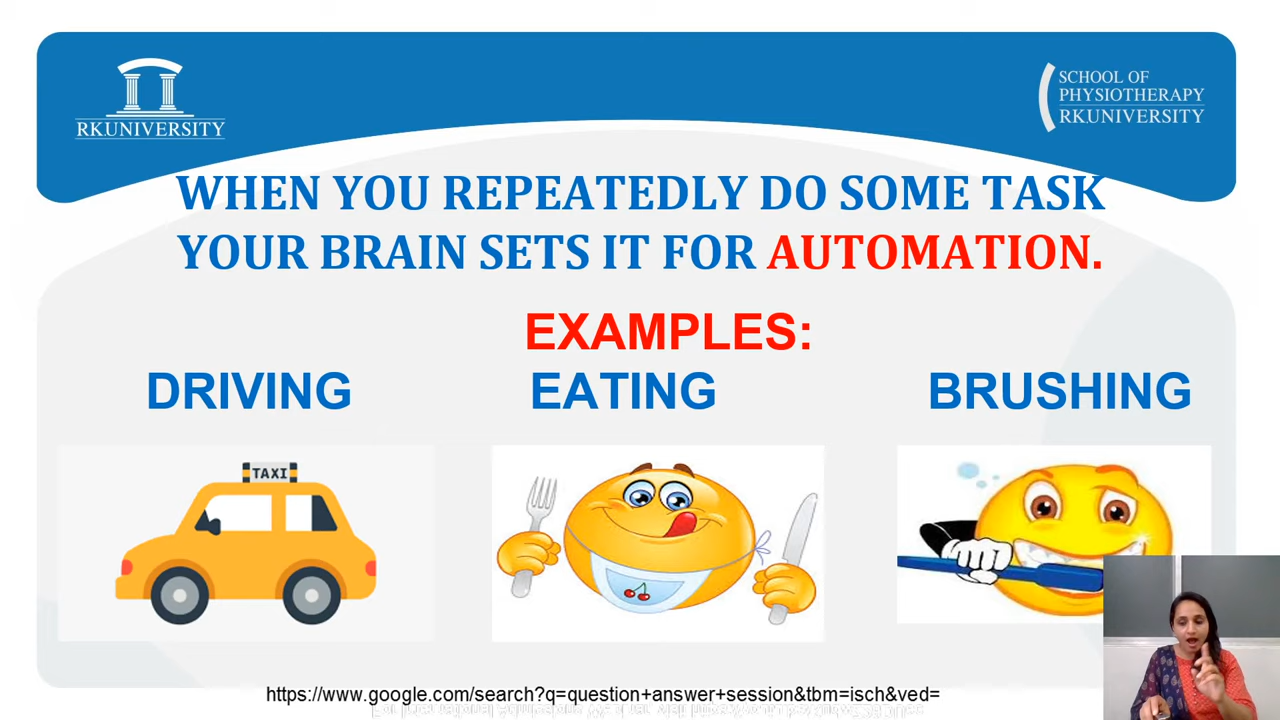 RKUNIVERSITY
SCHOOL OF
PHYSIOTHERAPY
RKUNIVERSITY
WHEN YOU REPEATEDLY DO SOME TASK
YOUR BRAIN SETS IT FOR AUTOMATION.
EXAMPLES:
DRIVING EATING BRUSHING
TAXI
https://www.google.com/search?q=question+answer+session&tbm=isch&ved=